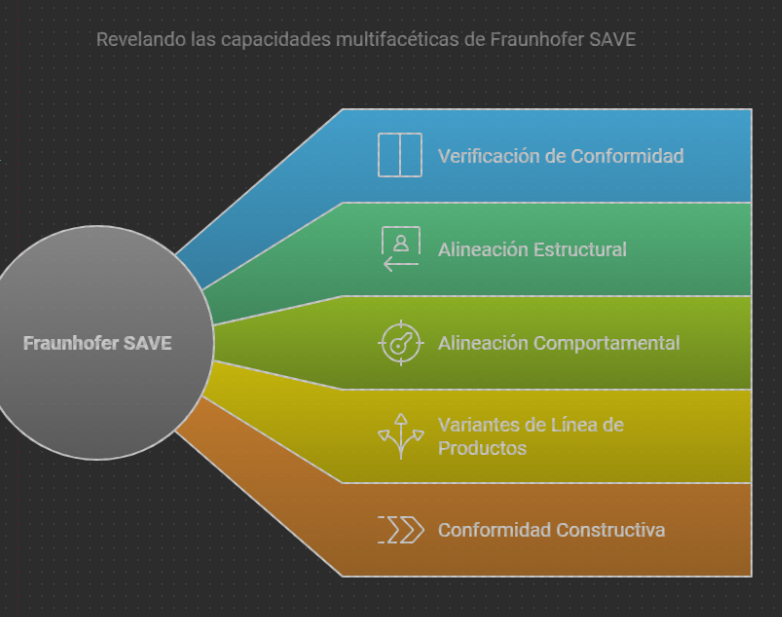 Revelando las capacidades multifacéticas de Fraunhofer SAVE
Verificación de Conformidad
Alineación Estructural
Fraunhofer SAVE
Alineación Comportamental
Variantes de Línea de
Productos
Conformidad Constructiva